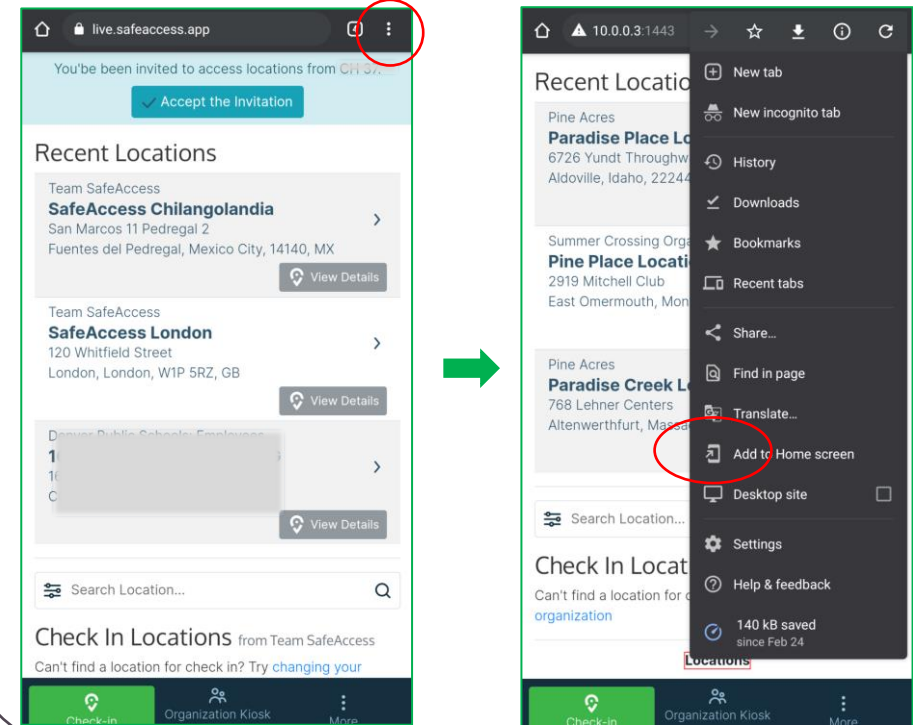 live.safeaccess.app
4
You'be been invited to access locations from
Accept the Invitation
Recent Locations
Team SafeAccess
SafeAccess Chilangolandia
San Marcos 11 Pedregal 2
Fuentes del Pedregal, Mexico City, 14140, MX
View Details
Team SafeAccess
SafeAccess London
120 Whitfield Street
London, London, W1P 5RZ, GB
View Details
View Details
Search Location...
Check In Locations from Team SafeAccess
Can't find a location for check in? Try changing your
Check-in
Organization Kiosk
More
10.0.0.3:1443
Recent Locatio
Pine Acres
Paradise Place Lo
6726 Yundt Throughw
Aldoville, Idaho, 22244
Summer Crossing Orga
Pine Place Locati
2919 Mitchell Club
East Omermouth, Mon
Pine Acres
Paradise Creek L
768 Lehner Centers
Altenwerthfurt, Massa
Search Location...
Check In Locat
Can't find a location for
organization
Locations
Check-in
Organization Kiosk
More
New tab
New incognito tab
History
Downloads
Bookmarks
Recent tabs
Share...
Find in page
Translate...
Add to Home screen
Desktop site
Settings
Help & feedback
140 kB saved
since Feb 24